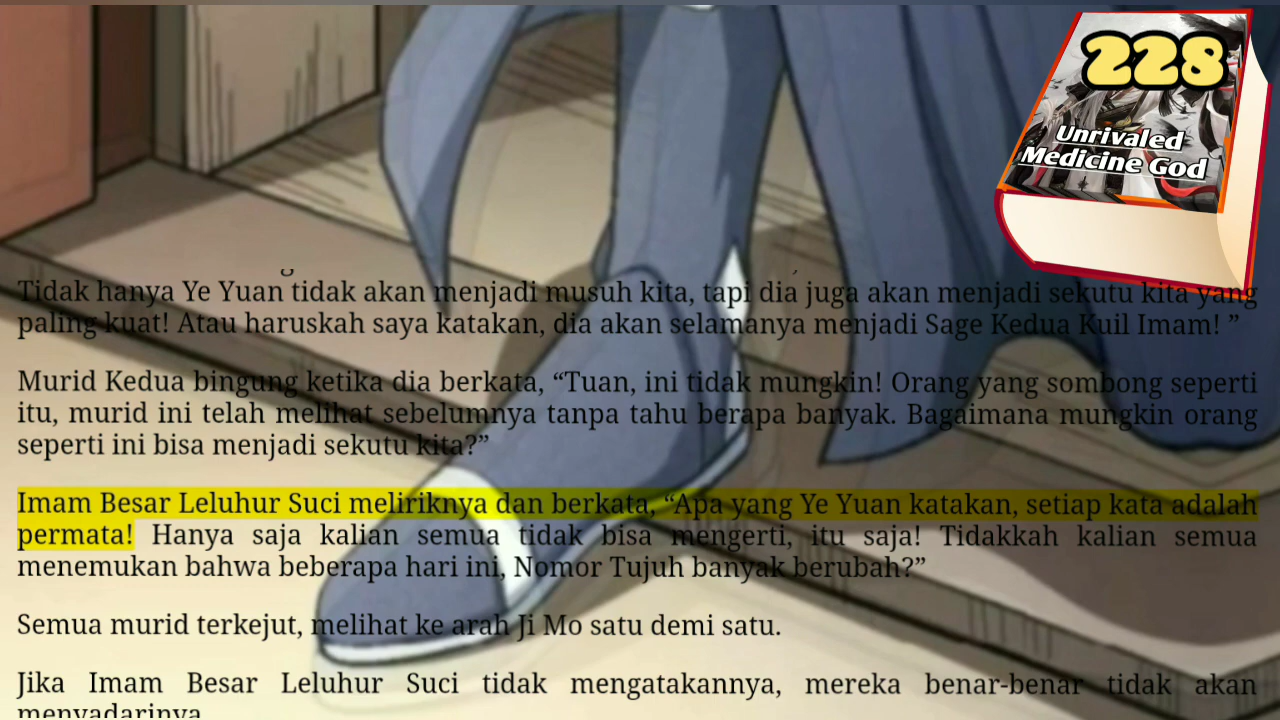 228
Unrivaled
Medicine God
Tidak hanya Ye Yuan tidak akan menjadi musuh kita, tapi dia juga akan menjadi sekutu kita yang
paling kuat! Atau haruskah saya katakan, dia akan selamanya menjadi Sage Kedua Kuil Imam! ”
Murid Kedua bingung ketika dia berkata, “Tuan, ini tidak mungkin! Orang yang sombong seperti
itu, murid ini telah melihat sebelumnya tanpa tahu berapa banyak. Bagaimana mungkin orang
seperti ini bisa menjadi sekutu kita?”
Imam Besar Leluhur Suci meliriknya dan berkata, “Apa yang Ye Yuan katakan, setiap kata adalah
permata! Hanya saja kalian semua tidak bisa mengerti, itu saja! Tidakkah kalian semua
menemukan bahwa beberapa hari ini, Nomor Tujuh banyak berubah?”
Semua murid terkejut, melihat ke arah Ji Mo satu demi satu.
Jika Imam Besar Leluhur Suci tidak mengatakannya, mereka benar-benar tidak akan
menyadarinya